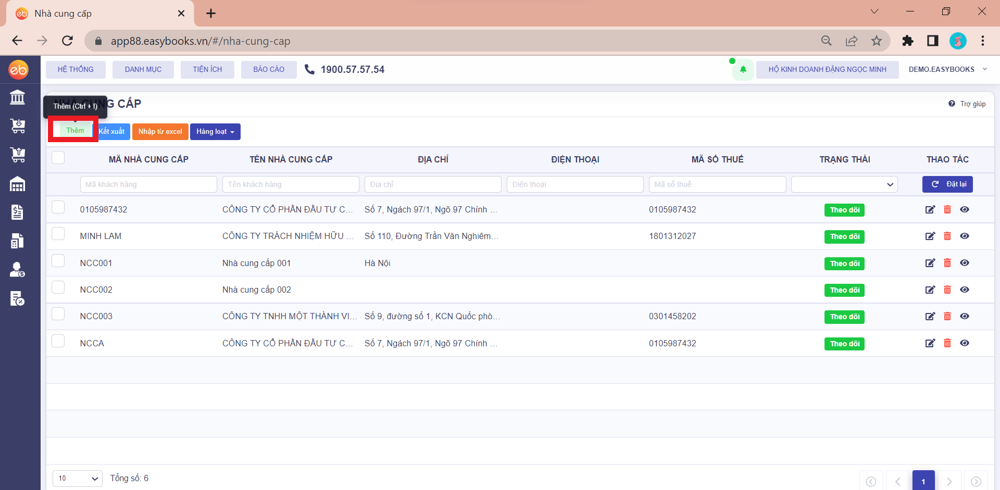 eb Nhà cung cấp
app88.easybooks.vn/#/nha-cung-cap
eb HỆ THỐNG DANH MỤC TIỆN ÍCH BÁO CÁO 1900.57.57.54 HỘ KINH DOANH ĐẶNG NGỌC MINH DEMO.EASYBOOKS
NHÀ CUNG CẤP Trợ giúp
Thêm (Ctrl + I)
Thêm Kết xuất Nhập từ excel Hàng loạt
MÃ NHÀ CUNG CẤP TÊN NHÀ CUNG CẤP ĐỊA CHỈ ĐIỆN THOẠI MÃ SỐ THUẾ TRẠNG THÁI THAO TÁC
Mã khách hàng Tên khách hàng Địa chỉ Điện thoại Mã số thuế Đặt lại
0105987432 CÔNG TY CỔ PHẦN ĐẦU TƯ C... Số 7, Ngách 97/1, Ngõ 97 Chính ... 0105987432 Theo dõi
MINH LAM CÔNG TY TRÁCH NHIỆM HỮU ... Số 110, Đường Trần Văn Nghiêm... 1801312027 Theo dõi
NCC001 Nhà cung cấp 001 Hà Nội Theo dõi
NCC002 Nhà cung cấp 002 Theo dõi
NCC003 CÔNG TY TNHH MỘT THÀNH VI... Số 9, đường số 1, KCN Quốc phò... 0301458202 Theo dõi
NCCA CÔNG TY CỔ PHẦN ĐẦU TƯ C... Số 7, Ngách 97/1, Ngõ 97 Chính ... 0105987432 Theo dõi
10 Tổng số: 6 1